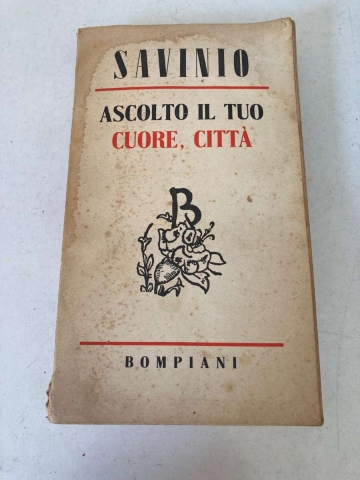 SAVINIO
ASCOLTO IL TUO
CUORE, CITTÀ
B
BOMPIANI